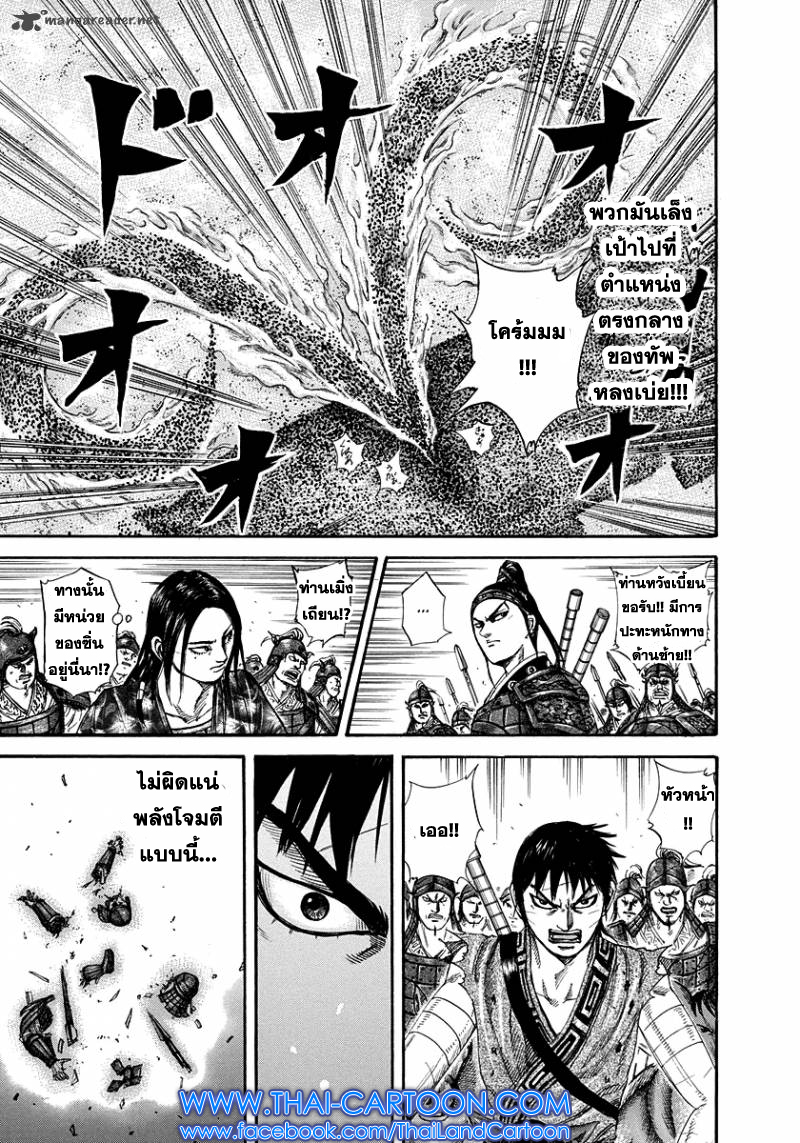 mangareader.net
ドオオオオオ
พวกมันเล็ง
เป้าไปที่
ตำแหน่ง
ตรงกลาง
ของทัพ
หลงเบ่ย!!!
โคร้มมม
!!!
ท่านหวังเบี้ยน
ขอรับ!! มีการ
ปะทะหนักทาง
ด้านซ้าย!!
...
ท่านเมิ่ง
เถียน!?
ทางนั้น
มีหน่วย
ของซิ่น
อยู่นี่นา!?
หัวหน้า
!!
เออ!!
ไม่ผิดแน่
พลังโจมตี
แบบนี้...
WWW.THAI-CARTOON.COM
www.facebook.com/ThaiLandCartoon